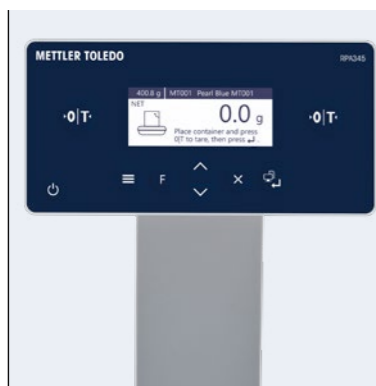 METTLER TOLEDO
RPA345
400.8 g MT001 Pearl Blue MT001
NET
0.0 g
Place container and press
0|T to tare, then press ↵.
·0|T·
·0|T·
F